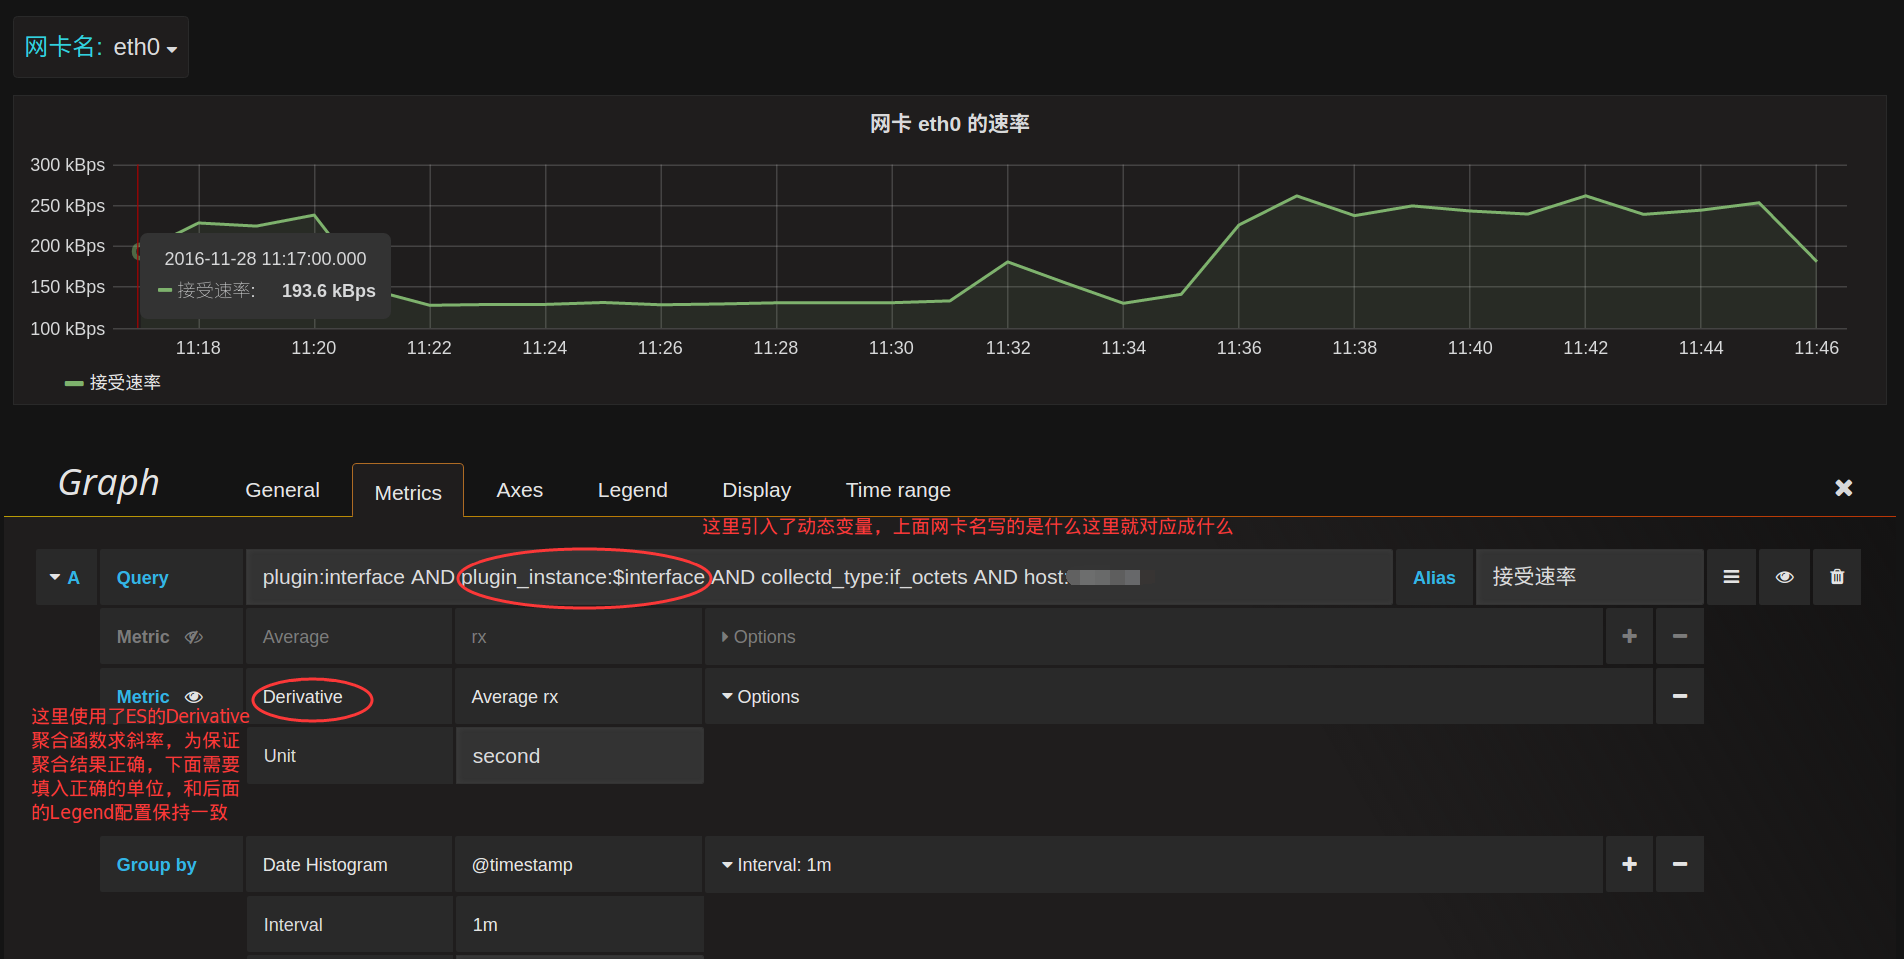 网卡名: eth0
网卡 eth0 的速率
300 kBps
250 kBps
200 kBps
150 kBps
100 kBps
2016-11-28 11:17:00.000
接受速率: 193.6 kBps
11:18 11:20 11:22 11:24 11:26 11:28 11:30 11:32 11:34 11:36 11:38 11:40 11:42 11:44 11:46
接受速率
Graph General Metrics Axes Legend Display Time range
这里引入了动态变量，上面网卡名写的是什么这里就对应成什么
A Query plugin:interface AND plugin_instance:$interface AND collectd_type:if_octets AND host: Alias 接受速率
Metric Average rx Options
Metric Derivative Average rx Options
这里使用了ES的Derivative
聚合函数求斜率，为保证
聚合结果正确，下面需要
填入正确的单位，和后面
的Legend配置保持一致
Unit second
Group by Date Histogram @timestamp Interval: 1m
Interval 1m